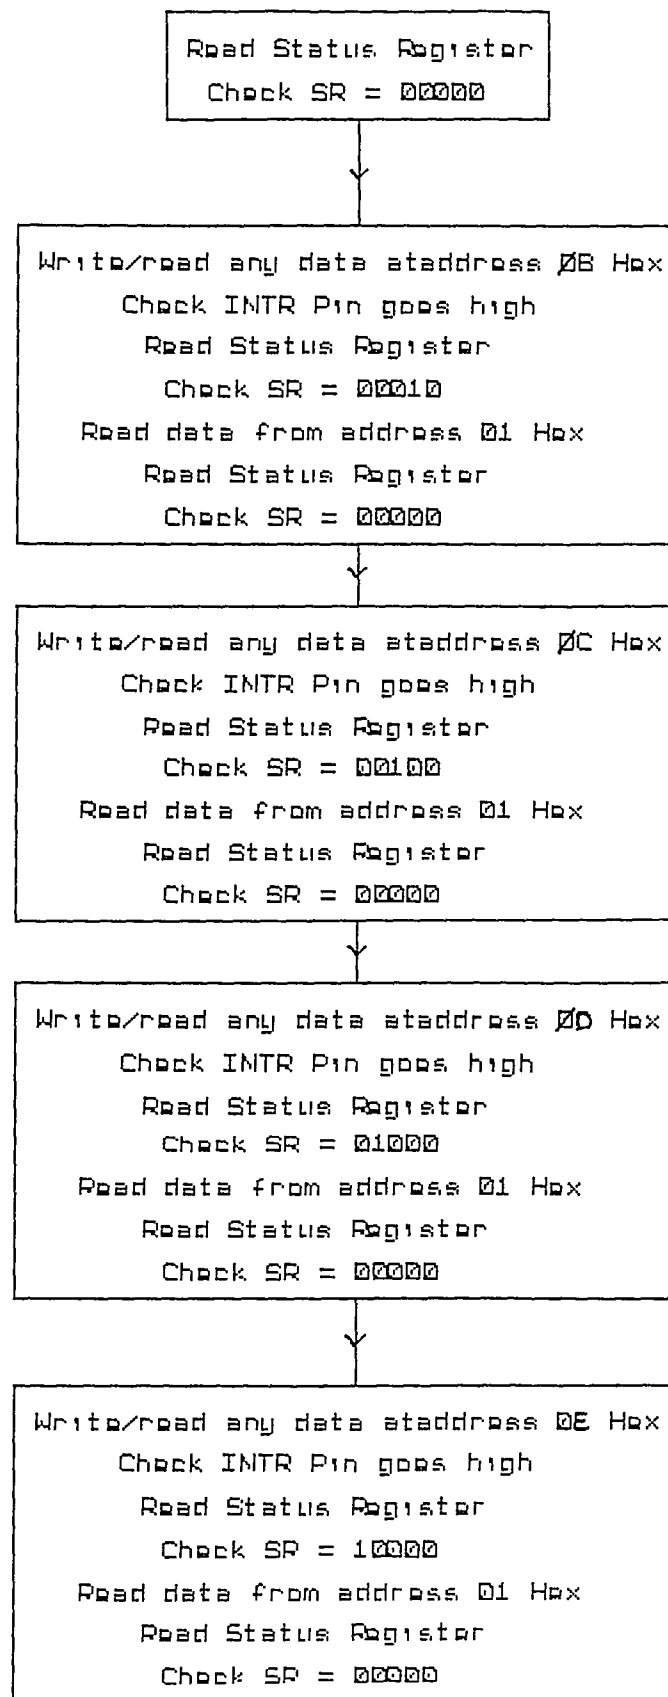 Read Status Register
Check SR = 00000
Write/read any data ataddress 0B Hex
Check INTR Pin goes high
Read Status Register
Check SR = 00010
Read data from address 01 Hex
Read Status Register
Check SR = 00000
Write/read any data ataddress 0C Hex
Check INTR Pin goes high
Read Status Register
Check SR = 00100
Read data from address 01 Hex
Read Status Register
Check SR = 00000
Write/read any data ataddress 0D Hex
Check INTR Pin goes high
Read Status Register
Check SR = 01000
Read data from address 01 Hex
Read Status Register
Check SR = 00000
Write/read any data ataddress 0E Hex
Check INTR Pin goes high
Read Status Register
Check SR = 10000
Read data from address 01 Hex
Read Status Register
Check SR = 00000